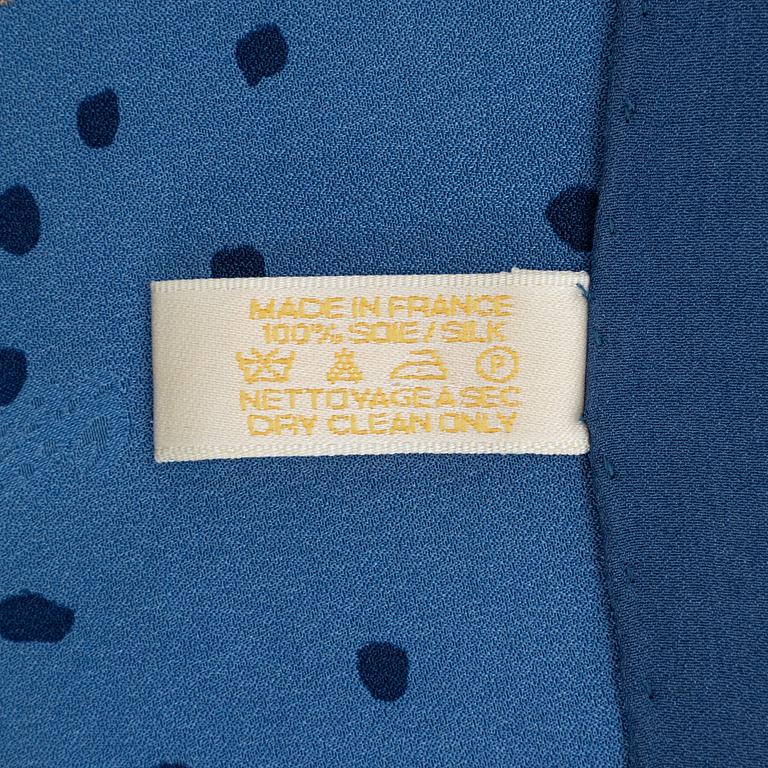 MADE IN FRANCE
100% SOIE / SILK
P
NETTOYAGE A SEC
DRY CLEAN ONLY